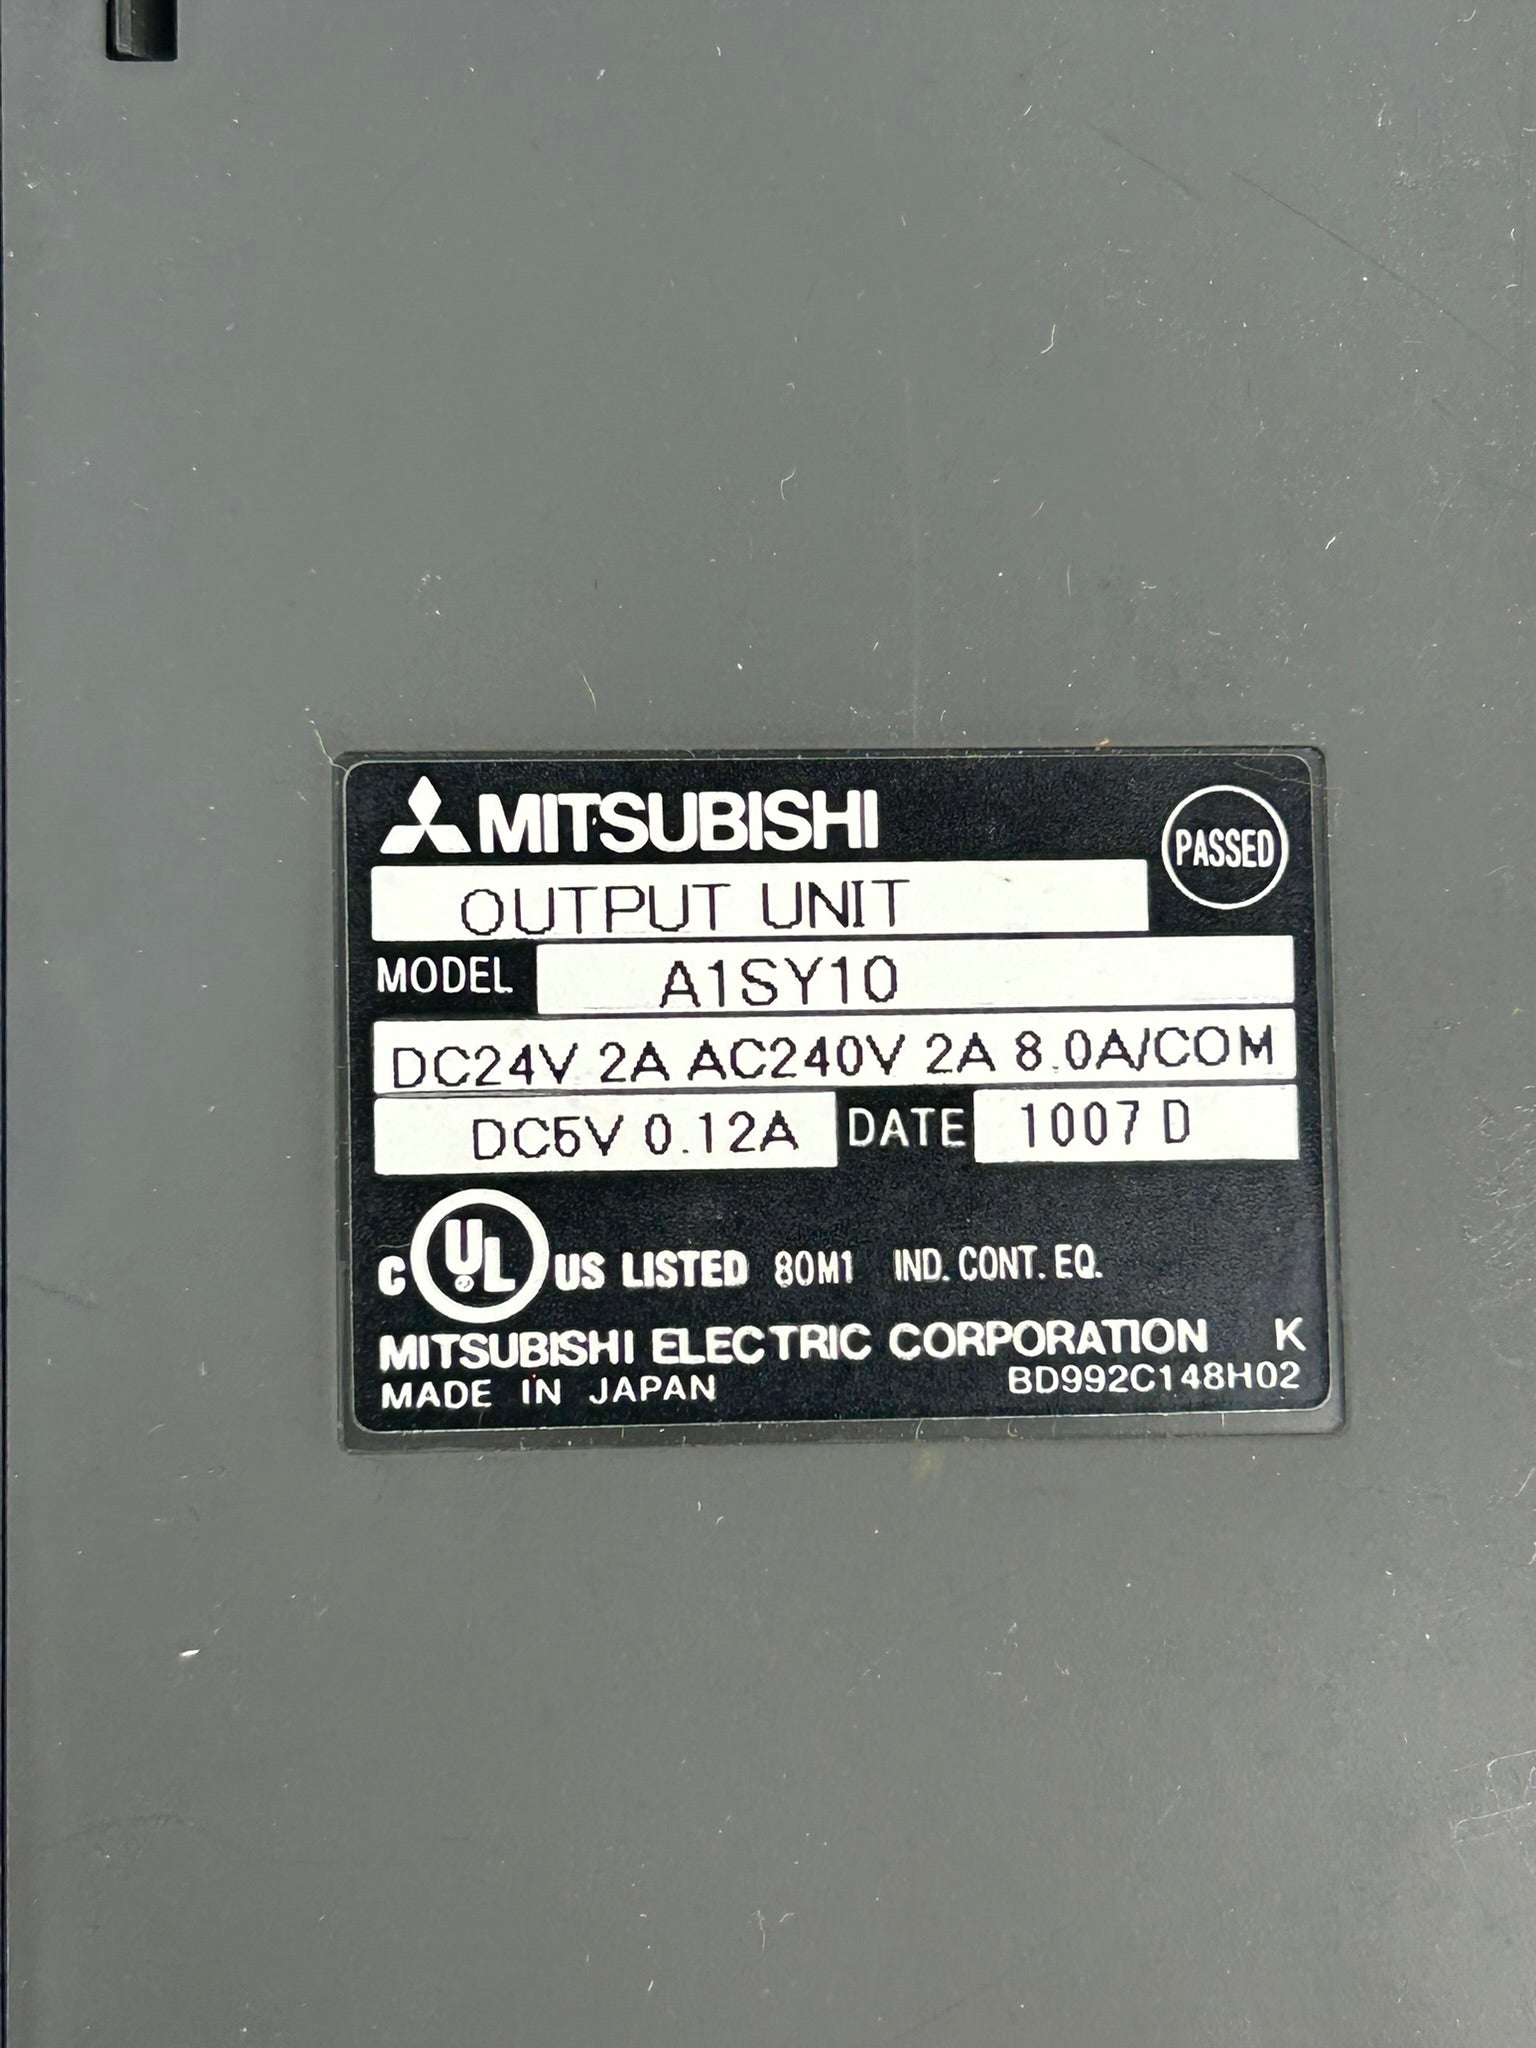 MITSUBISHI
PASSED
OUTPUT UNIT
MODEL A1SY10
DC24V 2A AC240V 2A 8.0A/COM
DC5V 0.12A DATE 1007 D
C UL ® US LISTED 80M1 IND. CONT. EQ.
MITSUBISHI ELECTRIC CORPORATION K
MADE IN JAPAN BD992C148H02